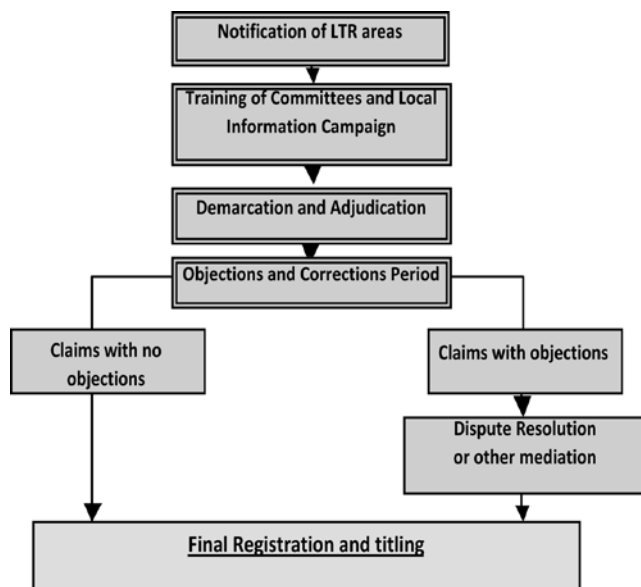 Notification of LTR areas
Training of Committees and Local
Information Campaign
Demarcation and Adjudication
Objections and Corrections Period
Claims with no
objections
Claims with objections
Dispute Resolution
or other mediation
Final Registration and titling